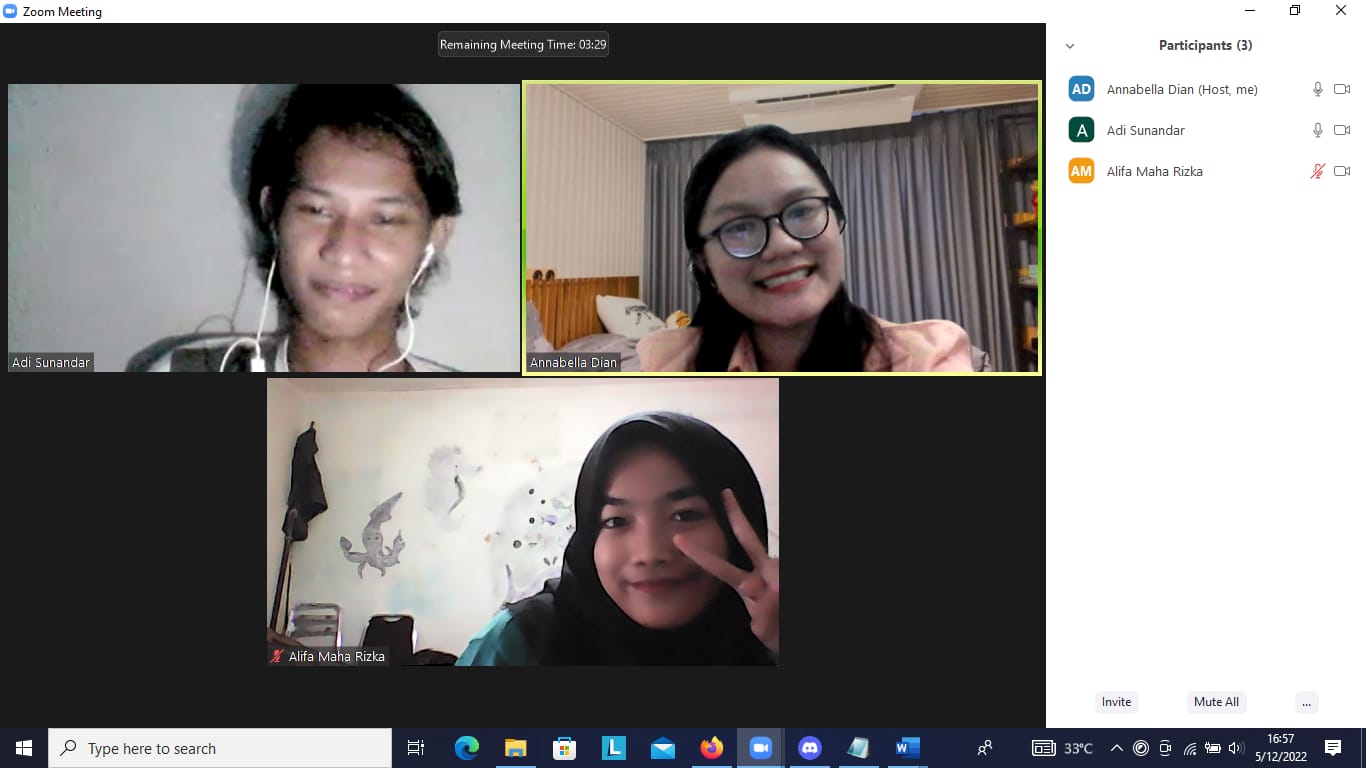 Zoom Meeting
Remaining Meeting Time: 03:29
Participants (3)
AD Annabella Dian (Host, me)
A Adi Sunandar
AM Alifa Maha Rizka
Adi Sunandar
Annabella Dian
Alifa Maha Rizka
Invite
Mute All
...
Type here to search
L
W
33°C
16:57
5/12/2022